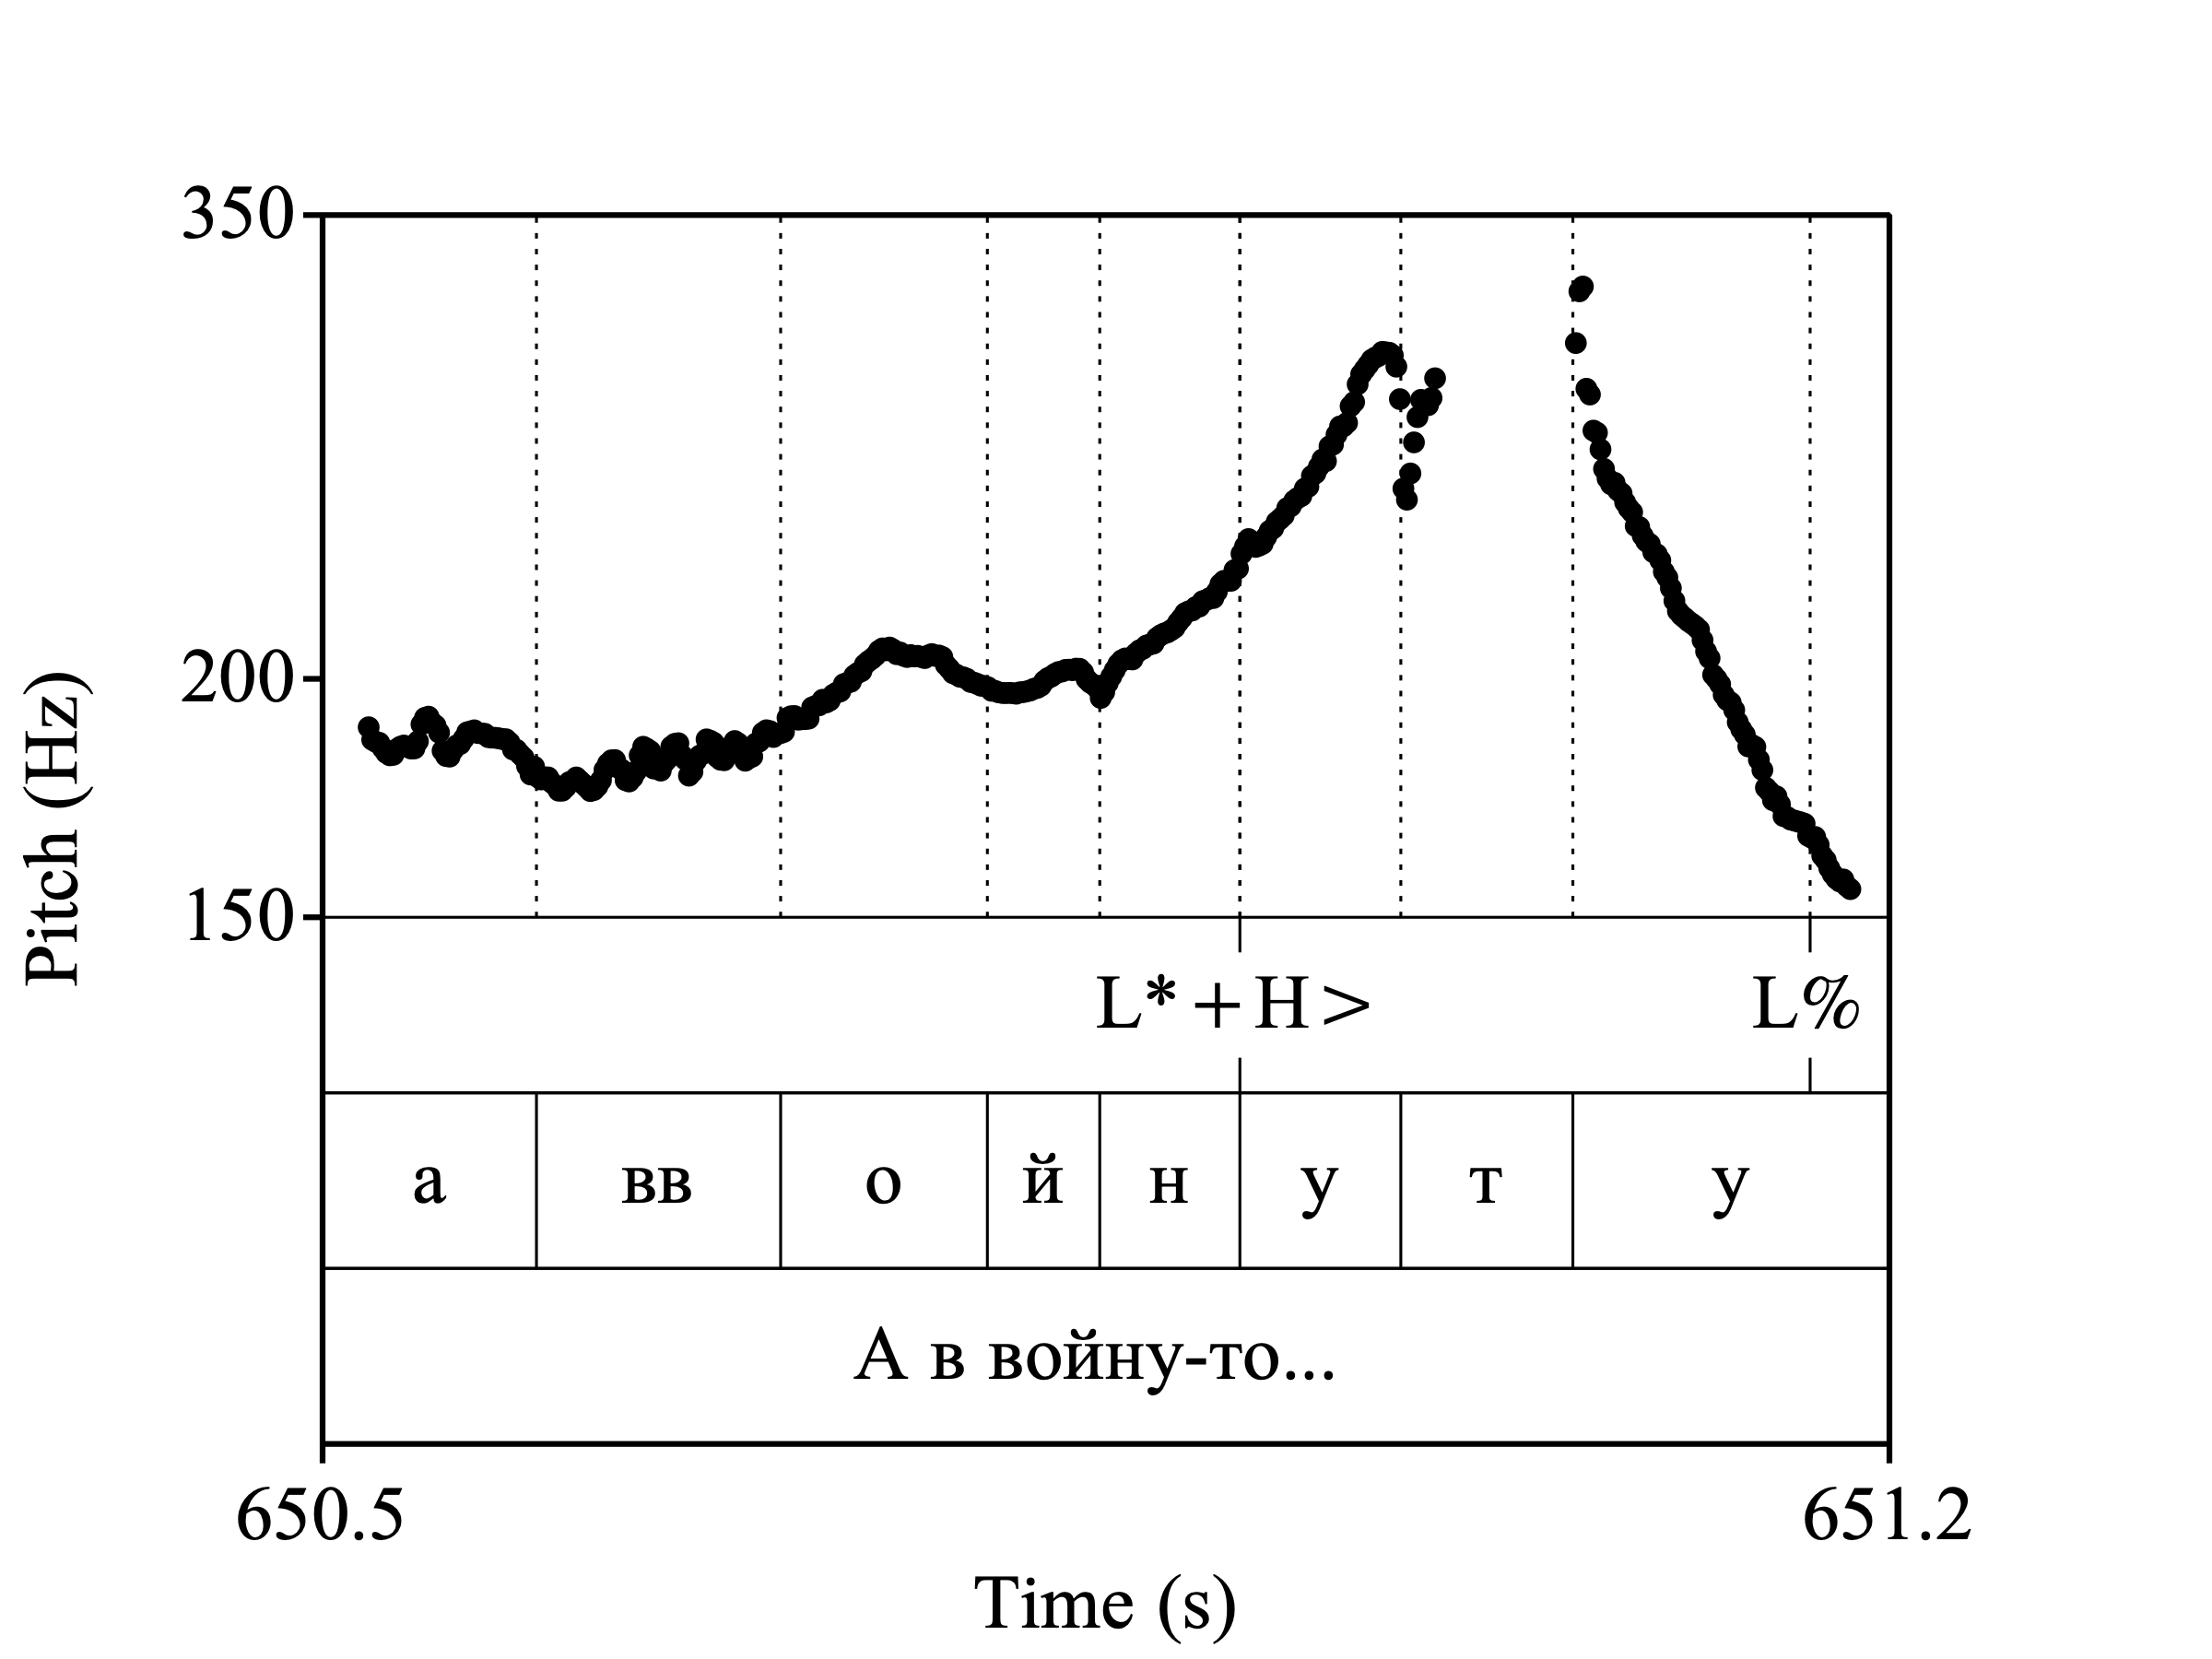 350
200
150
Pitch (Hz)
L*+H> L%
а вв о й н у т у
А в войну-то...
650.5 651.2
Time (s)